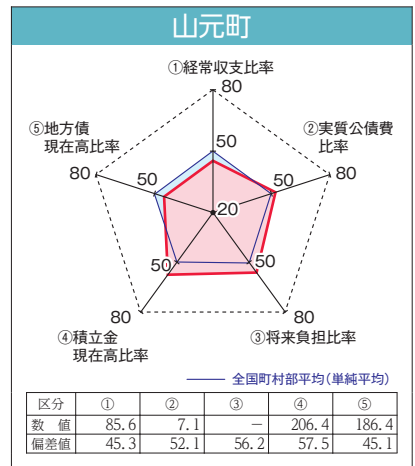 山元町
①経常収支比率
80
⑤地方債
現在高比率
②実質公債費
比率
50
80
50
50
80
20
50
50
80
80
④積立金
現在高比率
③将来負担比率
全国町村部平均(単純平均)
区分 ① ② ③ ④ ⑤
数 値 85.6 7.1 − 206.4 186.4
偏差値 45.3 52.1 56.2 57.5 45.1